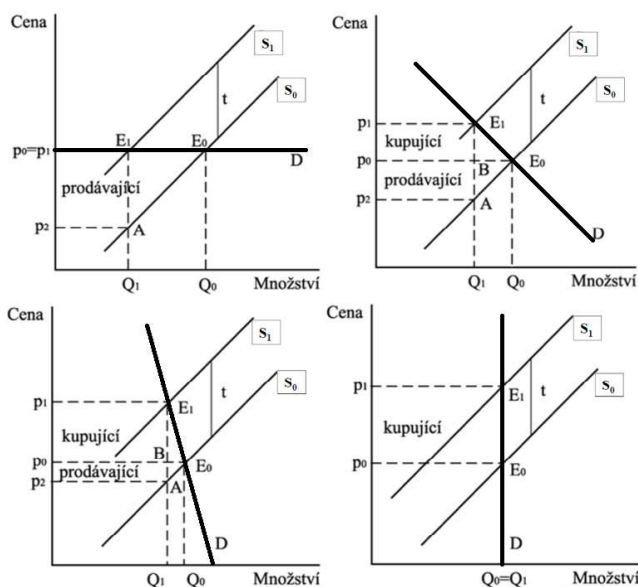 Cena
S₁
S₀
t
E₁
E₀
p₀=p₁
D
prodávající
p₂
A
Q₁
Q₀
Množství
Cena
S₁
S₀
t
p₁
E₁
kupující
p₀
B
E₀
prodávající
p₂
A
D
Q₁
Q₀
Množství
Cena
S₁
S₀
t
p₁
E₁
kupující
p₀
B
E₀
prodávající
p₂
A
D
Q₁
Q₀
Množství
Cena
S₁
S₀
t
p₁
E₁
kupující
p₀
E₀
D
Q₀=Q₁
Množství